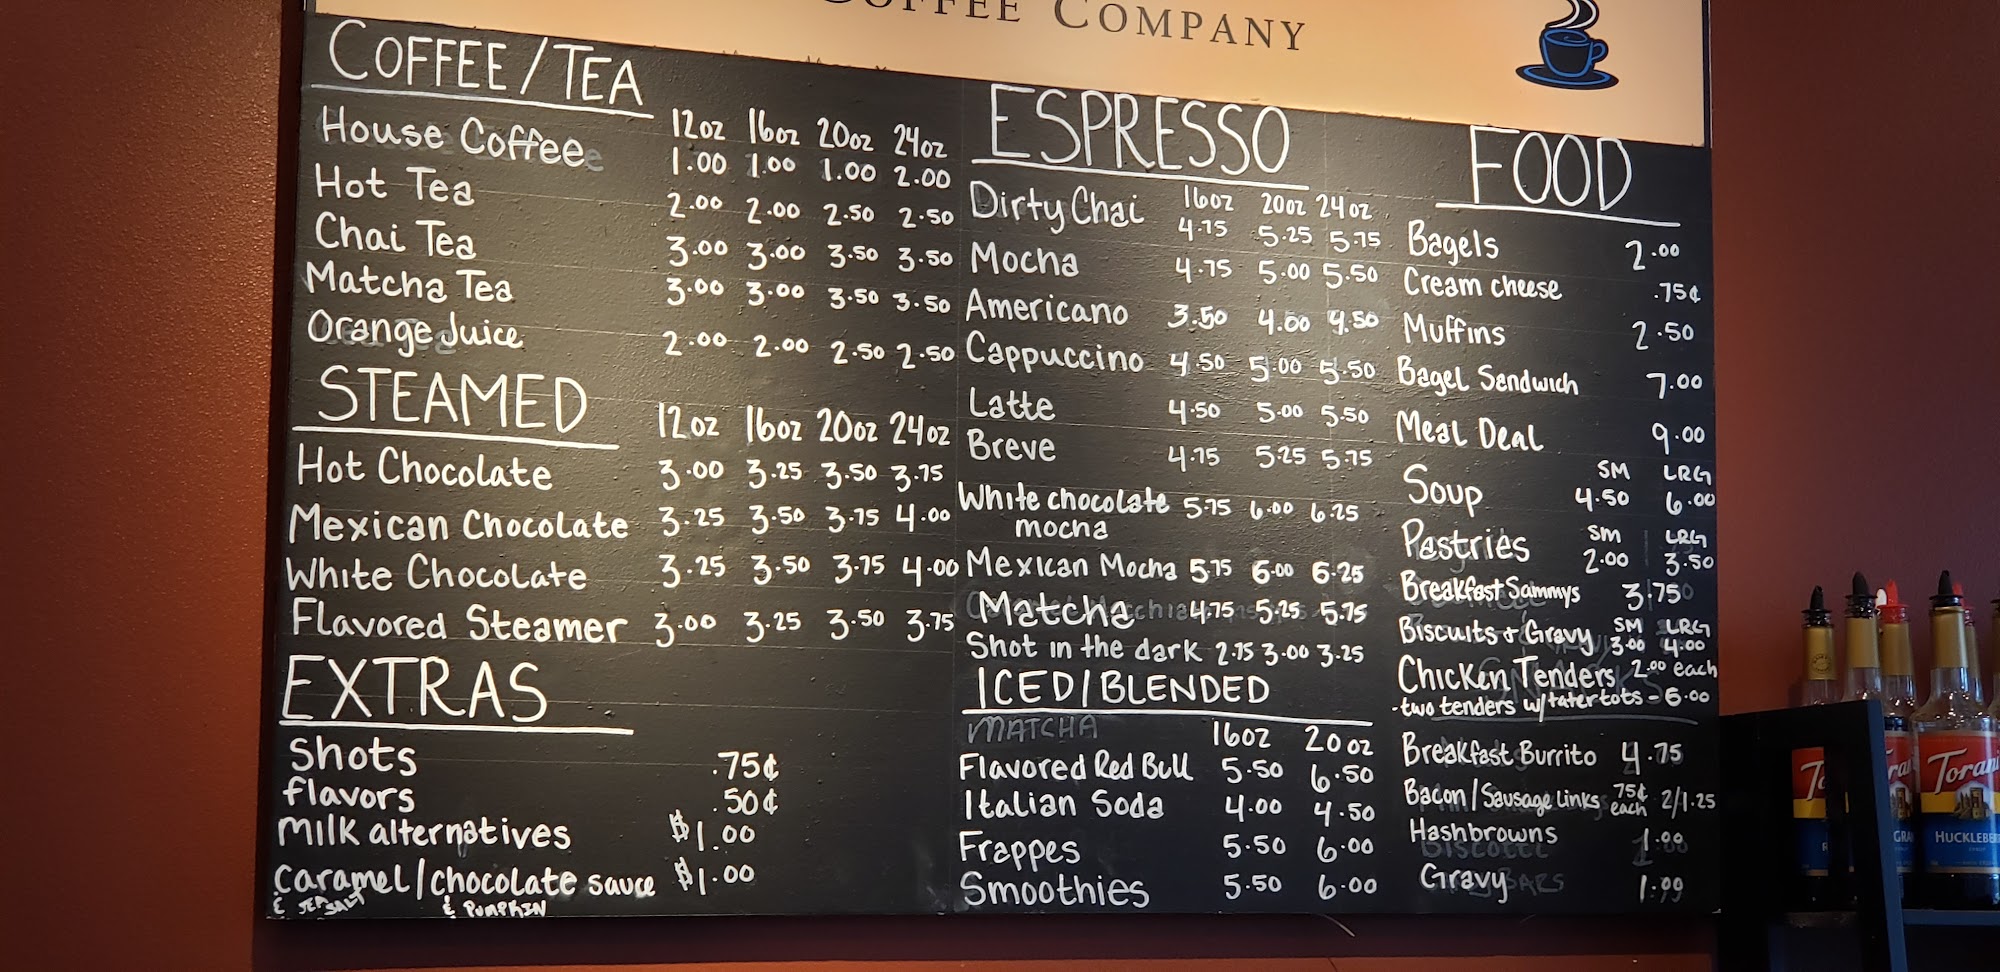 COFFEE COMPANY
COFFEE/TEA
12oz 16oz 20oz 24oz
House Coffee 1.00 1.00 1.00 2.00
Hot Tea 2.00 2.00 2.50 2.50
Chai Tea 3.00 3.00 3.50 3.50
Matcha Tea 3.00 3.00 3.50 3.50
Orange Juice 2.00 2.00 2.50 2.50
STEAMED
12oz 16oz 20oz 24oz
Hot Chocolate 3.00 3.25 3.50 3.75
Mexican Chocolate 3.25 3.50 3.75 4.00
White Chocolate 3.25 3.50 3.75 4.00
Flavored Steamer 3.00 3.25 3.50 3.75
EXTRAS
Shots .75¢
flavors .50¢
milk alternatives $1.00
caramel/chocolate sauce $1.00
& SEA SALT & PUMPKIN
ESPRESSO
16oz 20oz 24oz
Dirty Chai 4.75 5.25 5.75
Mocha 4.75 5.00 5.50
Americano 3.50 4.00 4.50
Cappuccino 4.50 5.00 5.50
Latte 4.50 5.00 5.50
Breve 4.75 5.25 5.75
White chocolate 5.75 6.00 6.25
mocha
Mexican Mocha 5.75 6.00 6.25
Matcha 4.75 5.25 5.75
Shot in the dark 2.75 3.00 3.25
ICED/BLENDED
MATCHA
16oz 20oz
Flavored Red Bull 5.50 6.50
Italian Soda 4.00 4.50
Frappes 5.50 6.00
Smoothies 5.50 6.00
FOOD
Bagels 2.00
Cream cheese .75¢
Muffins 2.50
Bagel Sandwich 7.00
Meal Deal 9.00
SM LRG
Soup 4.50 6.00
SM LRG
Pastries 2.00 3.50
Breakfast Sammys 3.75
SM LRG
Biscuits + Gravy 3.00 4.00
Chicken Tenders 2.00 each
- two tenders w/tater tots - 6.00
Breakfast Burrito 4.75
Bacon/Sausage Links 75¢ each 2/1.25
Hashbrowns 1.00
Gravy 1.99
Torani
HUCKLEBE